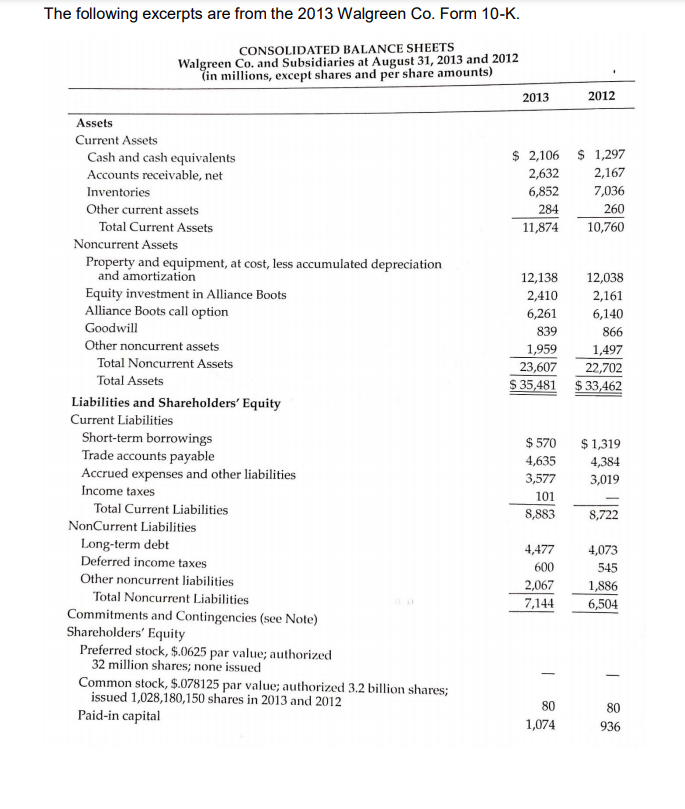 The following excerpts are from the 2013 Walgreen Co. Form 10-K.
CONSOLIDATED BALANCE SHEETS
Walgreen Co. and Subsidiaries at August 31, 2013 and 2012
(in millions, except shares and per share amounts)
2013 2012
Assets
Current Assets
Cash and cash equivalents $ 2,106 $ 1,297
Accounts receivable, net 2,632 2,167
Inventories 6,852 7,036
Other current assets 284 260
Total Current Assets 11,874 10,760
Noncurrent Assets
Property and equipment, at cost, less accumulated depreciation
and amortization 12,138 12,038
Equity investment in Alliance Boots 2,410 2,161
Alliance Boots call option 6,261 6,140
Goodwill 839 866
Other noncurrent assets 1,959 1,497
Total Noncurrent Assets 23,607 22,702
Total Assets $ 35,481 $ 33,462
Liabilities and Shareholders' Equity
Current Liabilities
Short-term borrowings $ 570 $ 1,319
Trade accounts payable 4,635 4,384
Accrued expenses and other liabilities 3,577 3,019
Income taxes 101 —
Total Current Liabilities 8,883 8,722
NonCurrent Liabilities
Long-term debt 4,477 4,073
Deferred income taxes 600 545
Other noncurrent liabilities 2,067 1,886
Total Noncurrent Liabilities 7,144 6,504
Commitments and Contingencies (see Note)
Shareholders' Equity
Preferred stock, $.0625 par value; authorized
32 million shares; none issued — —
Common stock, $.078125 par value; authorized 3.2 billion shares;
issued 1,028,180,150 shares in 2013 and 2012 80 80
Paid-in capital 1,074 936